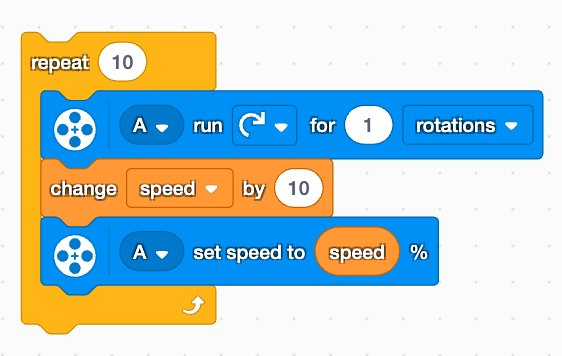 repeat 10
A run for 1 rotations
change speed by 10
A set speed to speed %